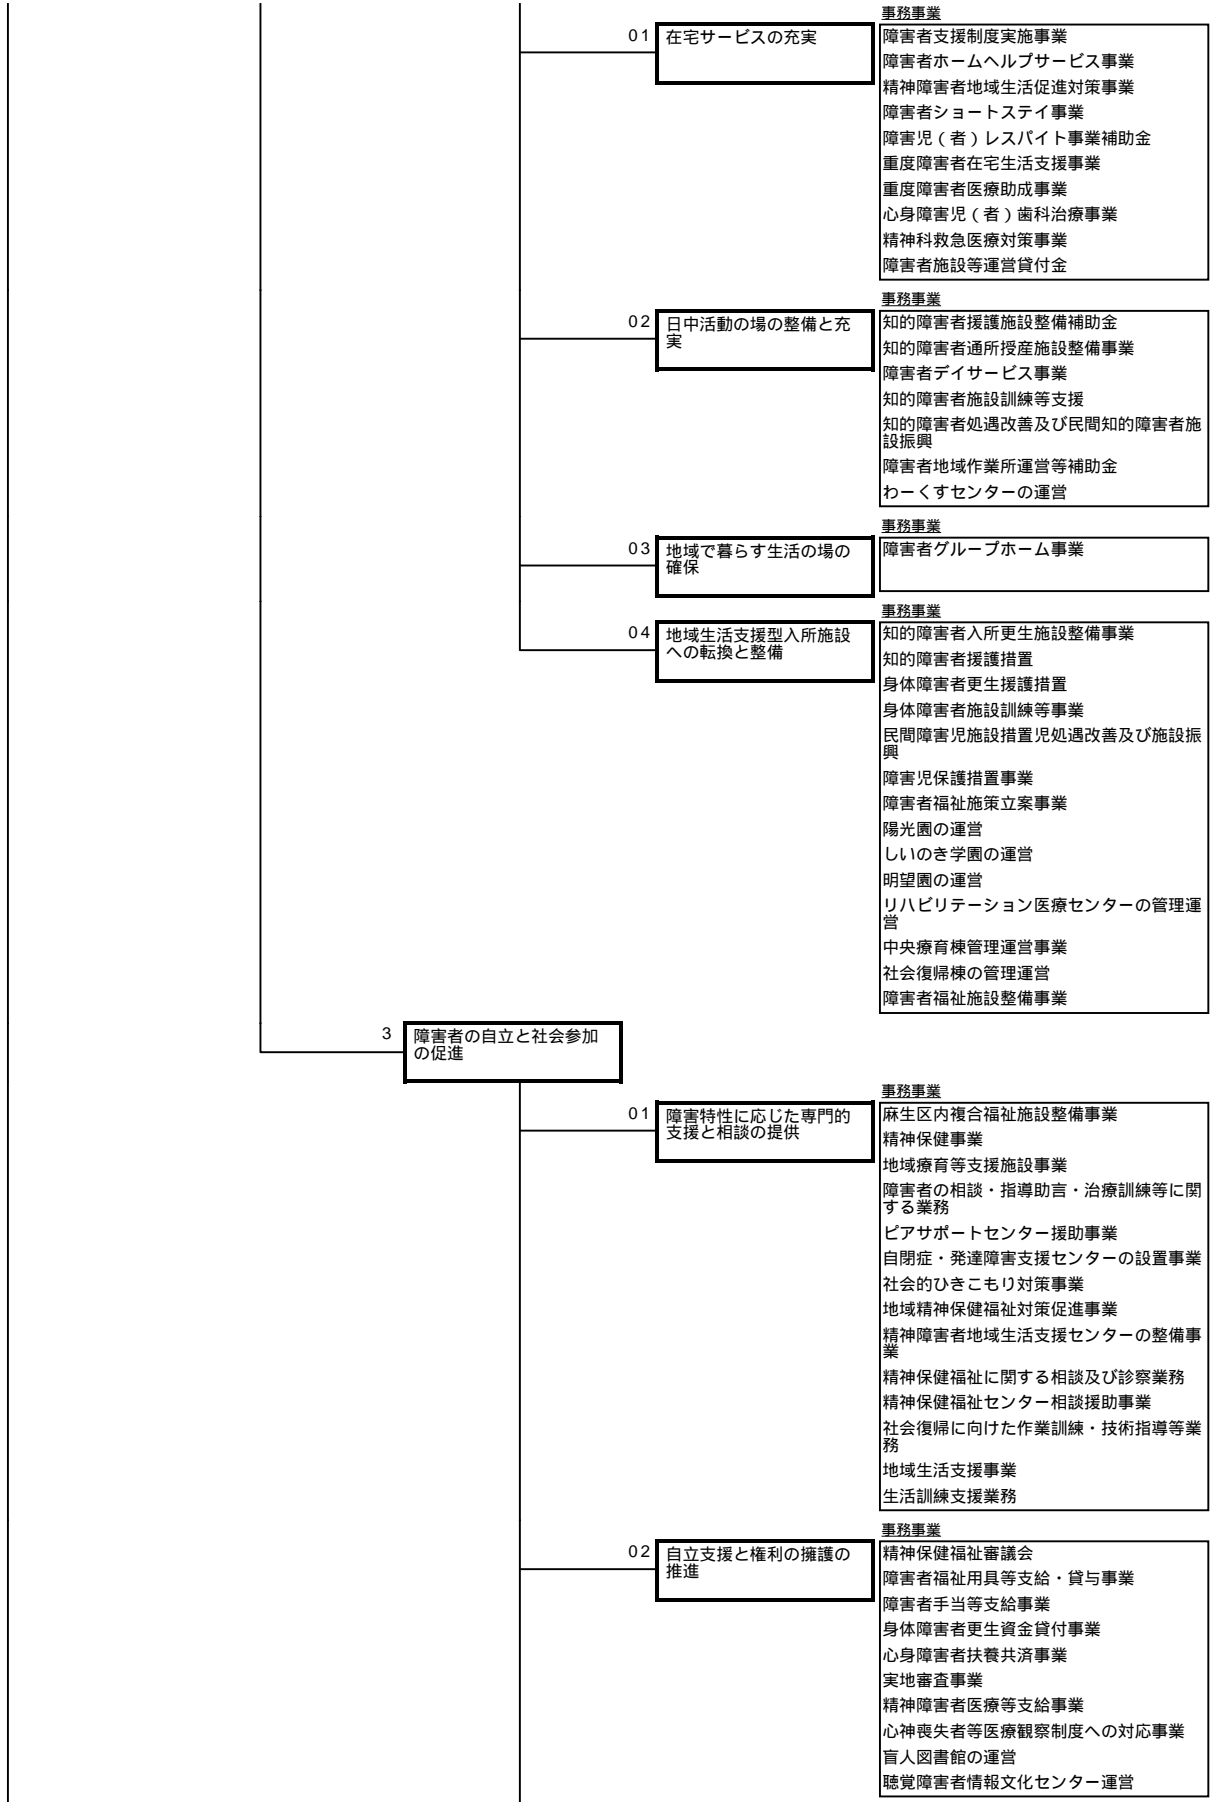 事務事業
01 在宅サービスの充実
障害者支援制度実施事業
障害者ホームヘルプサービス事業
精神障害者地域生活促進対策事業
障害者ショートステイ事業
障害児(者)レスパイト事業補助金
重度障害者在宅生活支援事業
重度障害者医療助成事業
心身障害児(者)歯科治療事業
精神科救急医療対策事業
障害者施設等運営貸付金
事務事業
02 日中活動の場の整備と充
実
知的障害者援護施設整備補助金
知的障害者通所授産施設整備事業
障害者デイサービス事業
知的障害者施設訓練等支援
知的障害者処遇改善及び民間知的障害者施
設振興
障害者地域作業所運営等補助金
わーくすセンターの運営
事務事業
03 地域で暮らす生活の場の
確保
障害者グループホーム事業
事務事業
04 地域生活支援型入所施設
への転換と整備
知的障害者入所更生施設整備事業
知的障害者援護措置
身体障害者更生援護措置
身体障害者施設訓練等事業
民間障害児施設措置児処遇改善及び施設振
興
障害児保護措置事業
障害者福祉施策立案事業
陽光園の運営
しいのき学園の運営
明望園の運営
リハビリテーション医療センターの管理運
営
中央療育棟管理運営事業
社会復帰棟の管理運営
障害者福祉施設整備事業
3 障害者の自立と社会参加
の促進
事務事業
01 障害特性に応じた専門的
支援と相談の提供
麻生区内複合福祉施設整備事業
精神保健事業
地域療育等支援施設事業
障害者の相談・指導助言・治療訓練等に関
する業務
ピアサポートセンター援助事業
自閉症・発達障害支援センターの設置事業
社会的ひきこもり対策事業
地域精神保健福祉対策促進事業
精神障害者地域生活支援センターの整備事
業
精神保健福祉に関する相談及び診察業務
精神保健福祉センター相談援助事業
社会復帰に向けた作業訓練・技術指導等業
務
地域生活支援事業
生活訓練支援業務
事務事業
02 自立支援と権利の擁護の
推進
精神保健福祉審議会
障害者福祉用具等支給・貸与事業
障害者手当等支給事業
身体障害者更生資金貸付事業
心身障害者扶養共済事業
実地審査事業
精神障害者医療等支給事業
心神喪失者等医療観察制度への対応事業
盲人図書館の運営
聴覚障害者情報文化センター運営